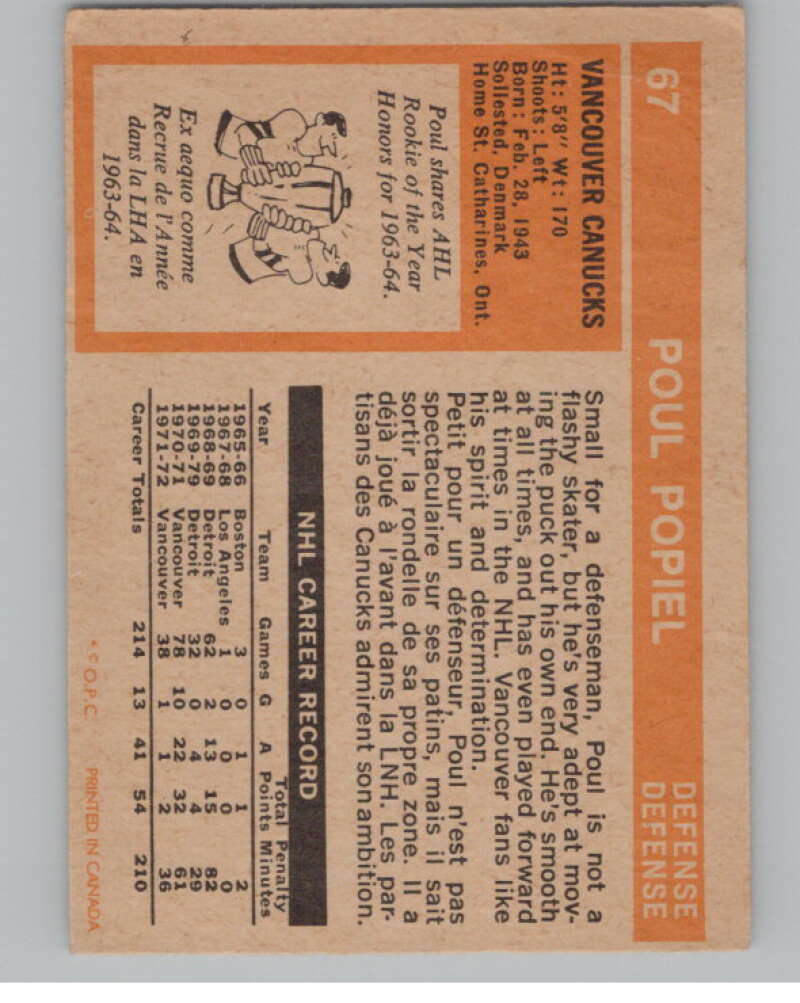 67 POUL POPIEL DEFENSE
DEFENSE
VANCOUVER CANUCKS
Ht: 5'8" Wt: 170
Shoots: Left
Born: Feb. 28, 1943
Sollested, Denmark
Home St. Catharines, Ont.
Poul shares AHL
Rookie of the Year
Honors for 1963-64.
Ex aequo comme
Recrue de l'Année
dans la LHA en
1963-64.
Small for a defenseman, Poul is not a
flashy skater, but he's very adept at mov-
ing the puck out his own end. He's smooth
at all times, and has even played forward
at times in the NHL. Vancouver fans like
his spirit and determination.
Petit pour un défenseur, Poul n'est pas
spectaculaire sur ses patins, mais il sait
sortir la rondelle de sa propre zone. Il a
déjà joué à l'avant dans la LNH. Les par-
tisans des Canucks admirent son ambition.
NHL CAREER RECORD
Total Penalty
Year Team Games G A Points Minutes
1965-66 Boston 3 0 1 1 2
1967-68 Los Angeles 1 0 0 0 0
1968-69 Detroit 62 2 13 15 82
1969-79 Detroit 32 0 4 4 29
1970-71 Vancouver 78 10 22 32 61
1971-72 Vancouver 38 1 1 2 36
Career Totals 214 13 41 54 210
* © O.P.C. PRINTED IN CANADA